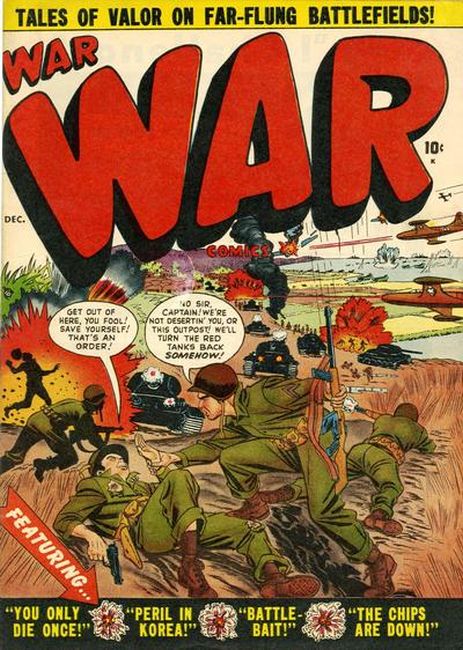 TALES OF VALOR ON FAR-FLUNG BATTLEFIELDS!
WAR
WAR
COMICS
10¢
K
DEC.
GET OUT OF
HERE, YOU FOOL!
SAVE YOURSELF!
THAT'S AN
ORDER!
NO SIR,
CAPTAIN! WE'RE
NOT DESERTIN' YOU, OR
THIS OUTPOST! WE'LL
TURN THE RED
TANKS BACK
SOMEHOW!
FEATURING...
"YOU ONLY
DIE ONCE!"
"PERIL IN
KOREA!"
"BATTLE-
BAIT!"
"THE CHIPS
ARE DOWN!"